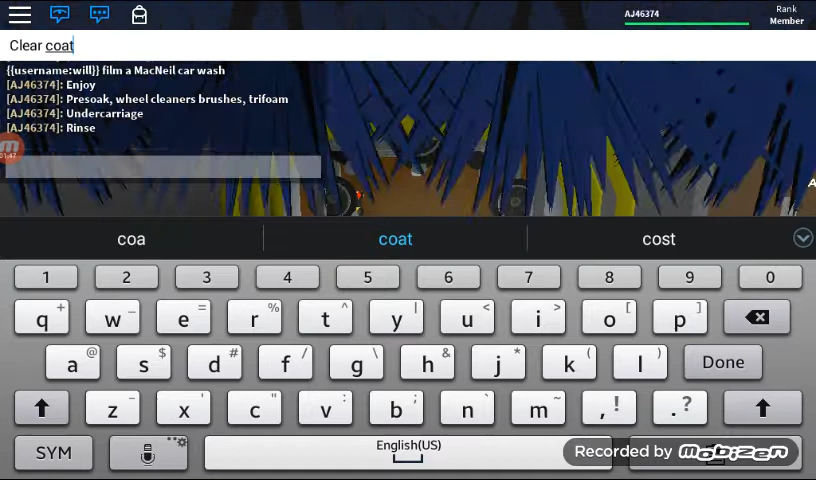 AJ46374
Rank
Member
Clear coat
{{username:will}} film a MacNeil car wash
[AJ46374]: Enjoy
[AJ46374]: Presoak, wheel cleaners brushes, trifoam
[AJ46374]: Undercarriage
[AJ46374]: Rinse
A
coa coat cost
1 2 3 4 5 6 7 8 9 0
q + w _ e = r % t ^ y | u < i > o [ p ]
a @ s $ d # f / g \ h & j * k ( l ) Done
z - x ' c " v : b ; n ` m ~ , ! . ?
SYM English(US)
Recorded by Mobizen